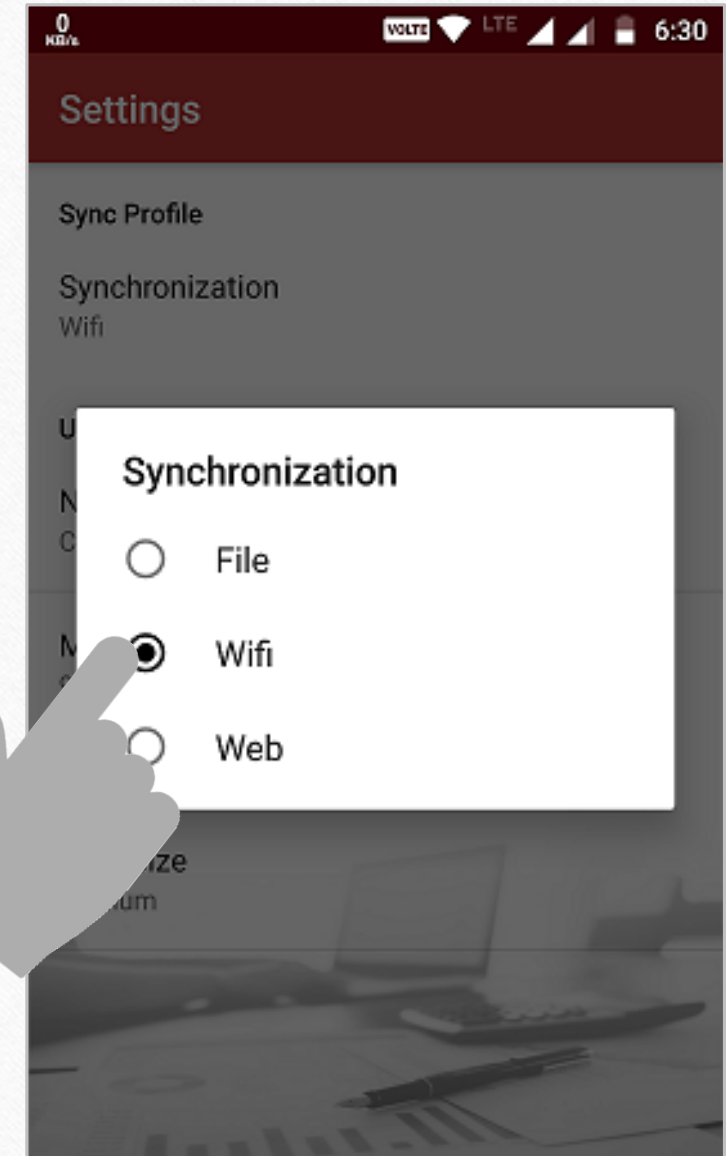 0
KB/s
VOLTE LTE 6:30
Settings
Sync Profile
Synchronization
Wifi
Synchronization
File
Wifi
Web